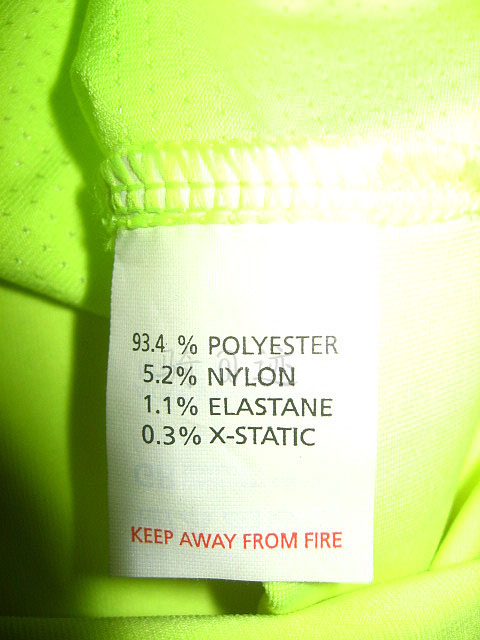 93.4 % POLYESTER
5.2% NYLON
1.1% ELASTANE
0.3% X-STATIC
KEEP AWAY FROM FIRE